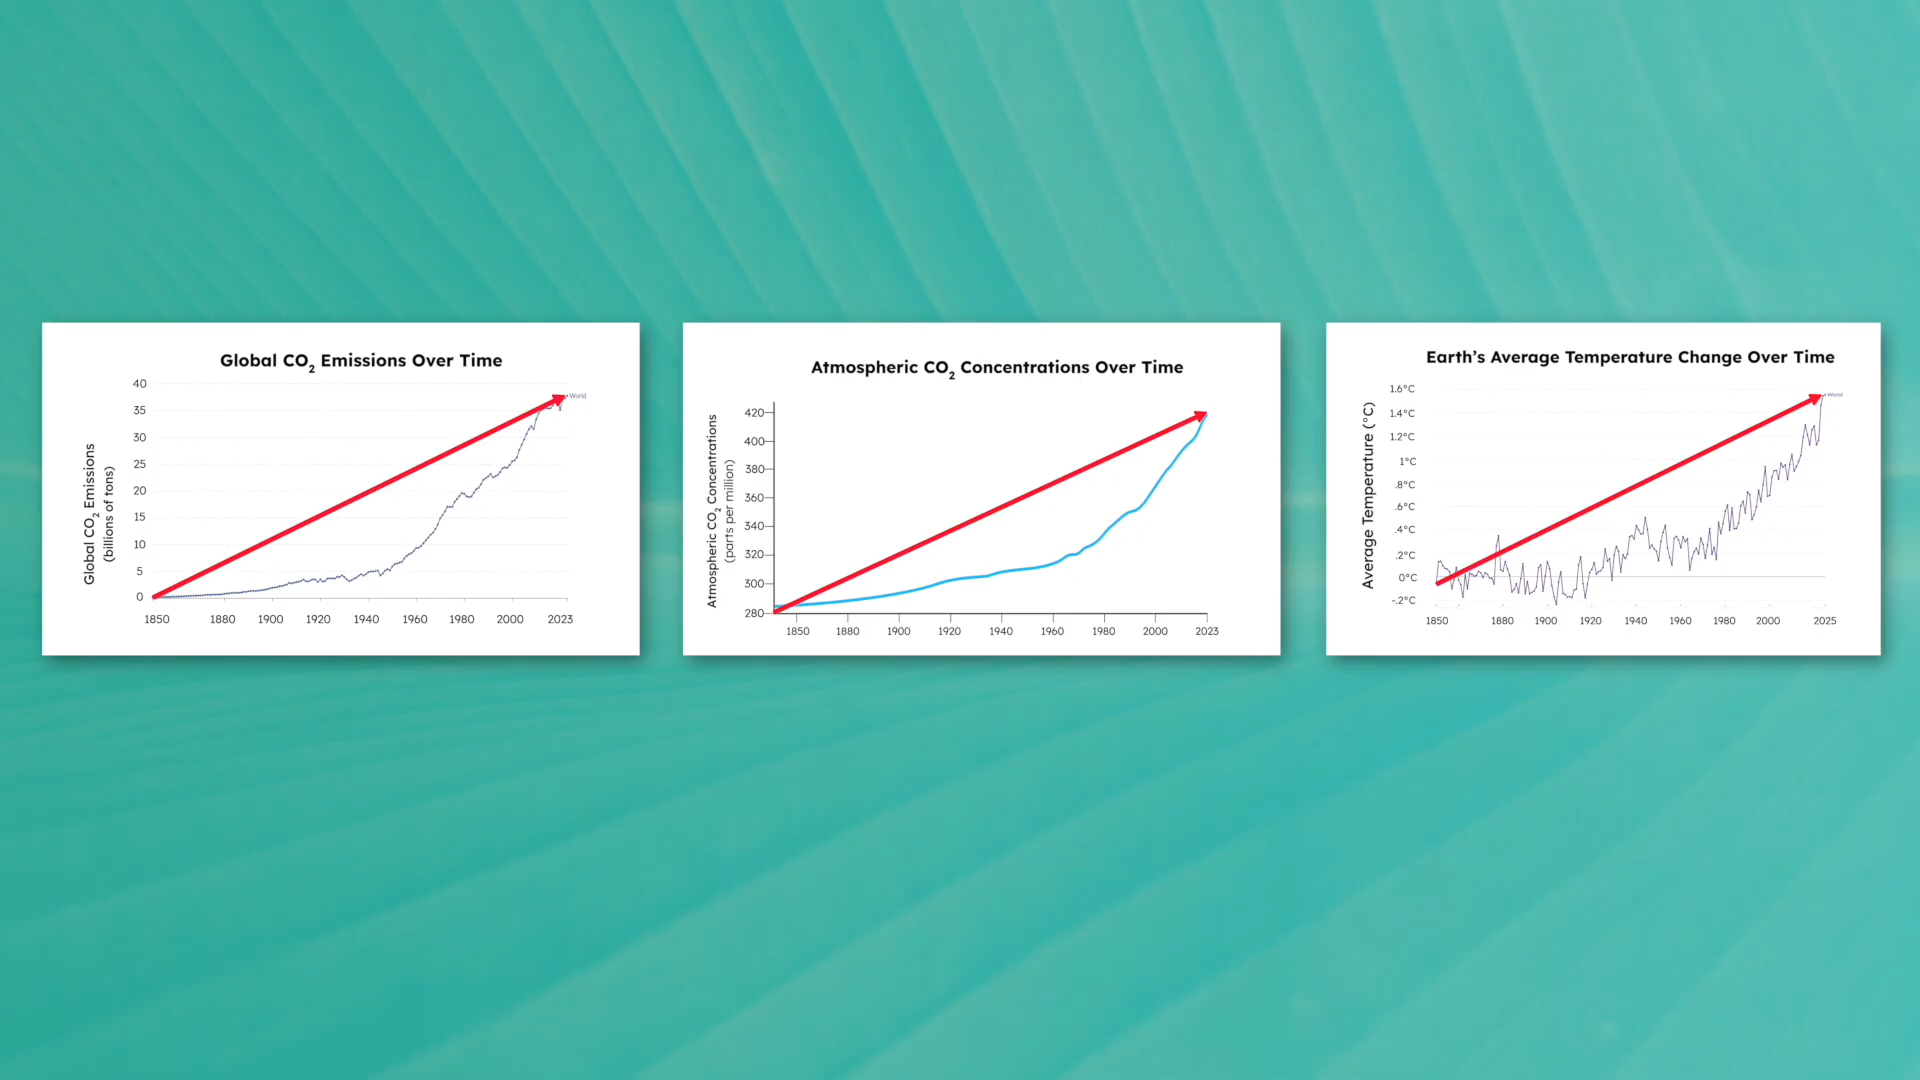 Global CO₂ Emissions Over Time
Global CO₂ Emissions
(billions of tons)
40
35
30
25
20
15
10
5
0
World
1850 1880 1900 1920 1940 1960 1980 2000 2023
Atmospheric CO₂ Concentrations Over Time
Atmospheric CO₂ Concentrations
(parts per million)
420
400
380
360
340
320
300
280
1850 1880 1900 1920 1940 1960 1980 2000 2023
Earth's Average Temperature Change Over Time
Average Temperature (°C)
1.6°C
1.4°C
1.2°C
1°C
.8°C
.6°C
.4°C
.2°C
0°C
-.2°C
World
1850 1880 1900 1920 1940 1960 1980 2000 2025